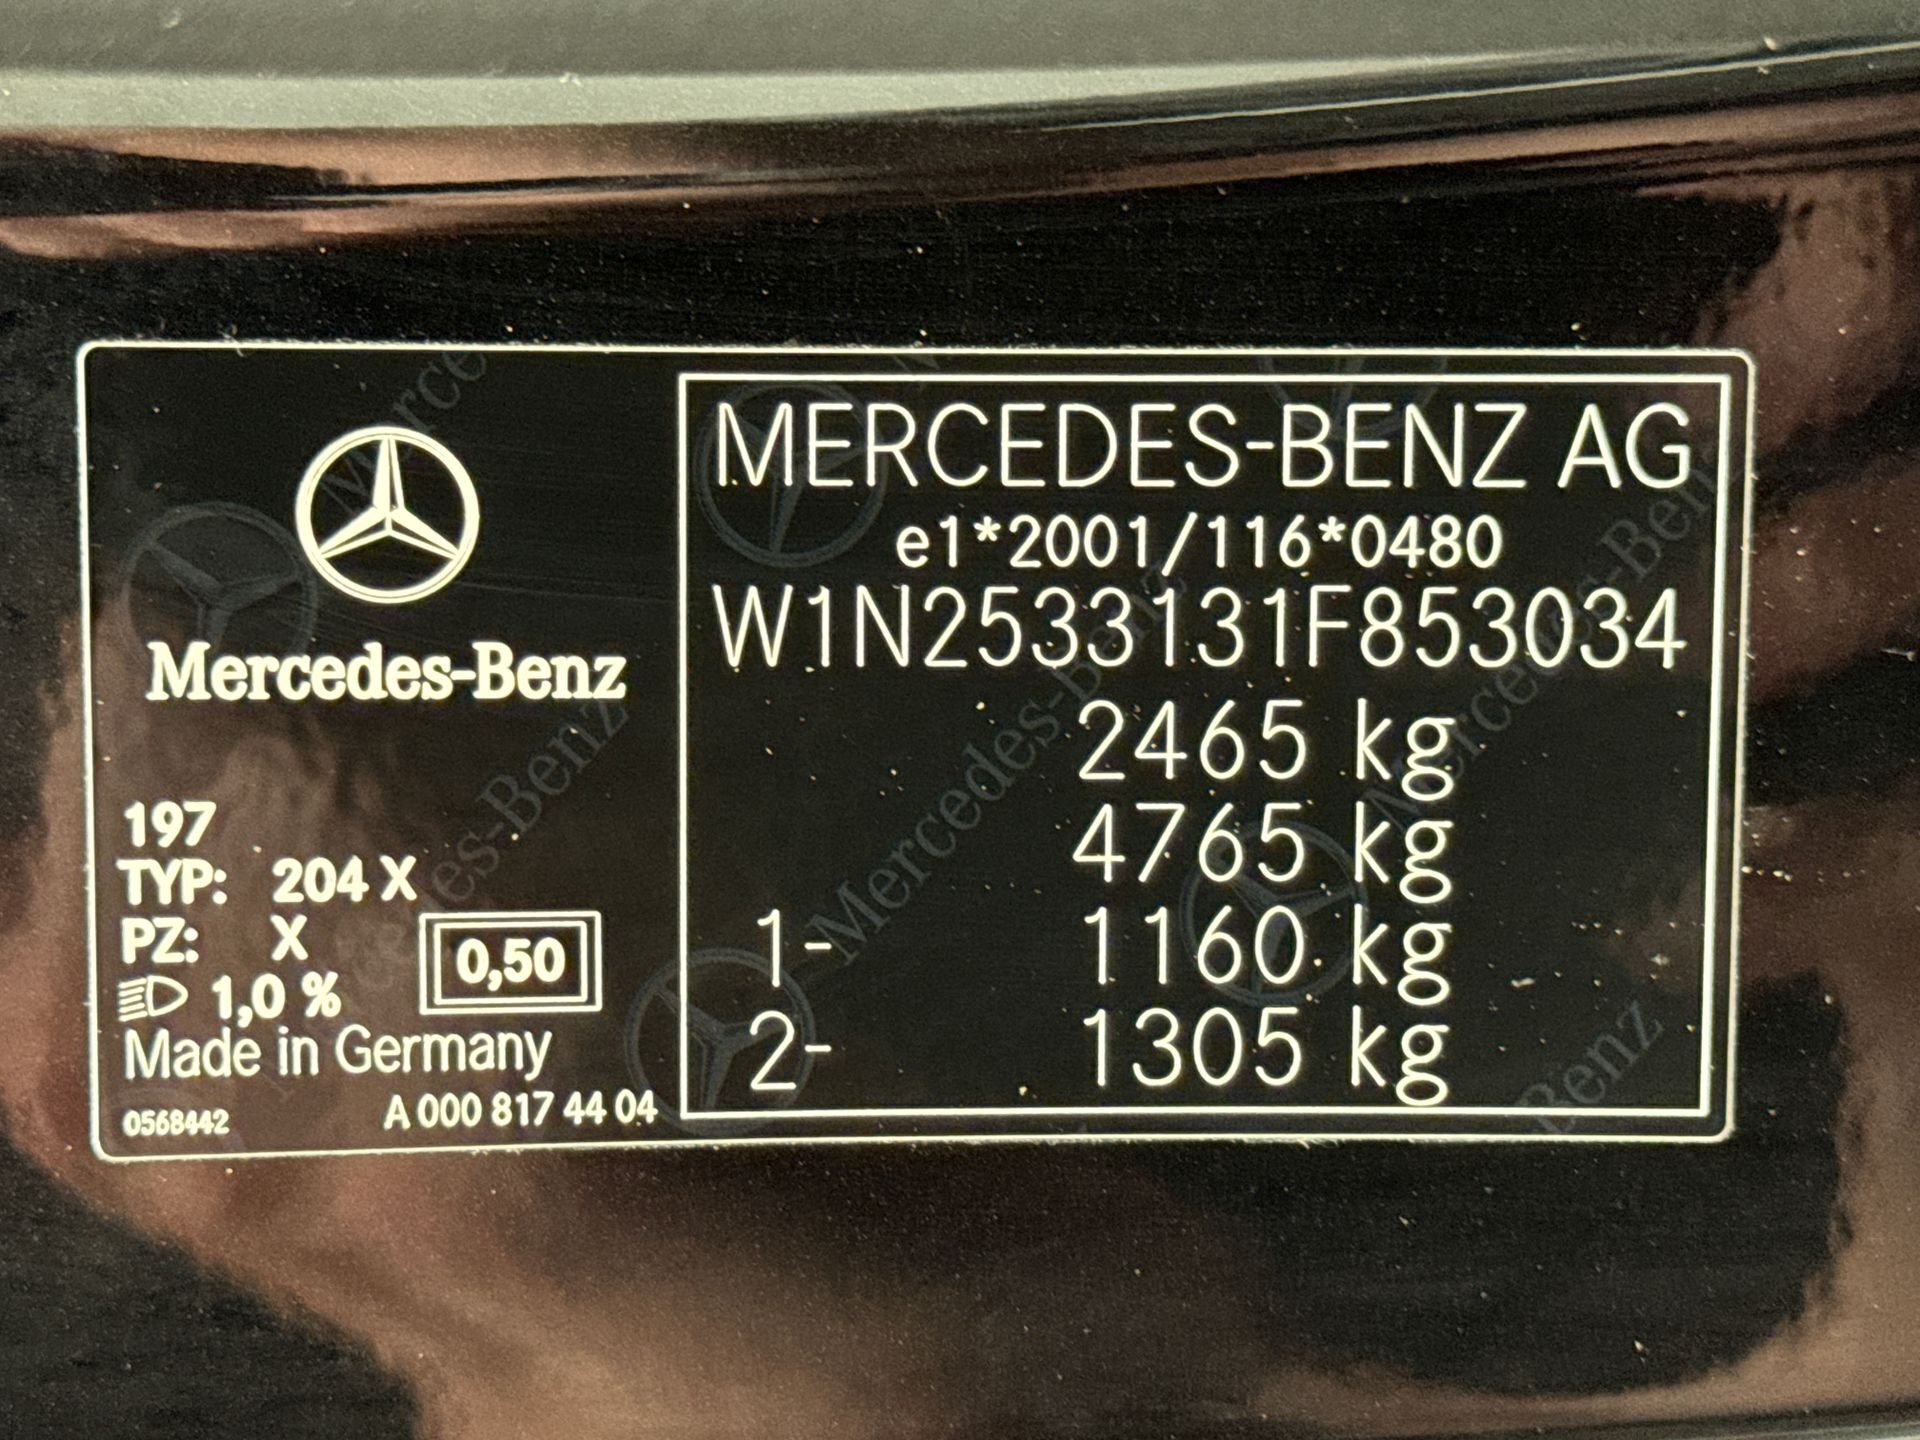 Mercedes-Benz
197
TYP: 204 X
PZ: X
1,0 %
0,50
Made in Germany
0568442
A 000 817 44 04
MERCEDES-BENZ AG
e1*2001/116*0480
W1N2533131F853034
2465 kg
4765 kg
1- 1160 kg
2- 1305 kg